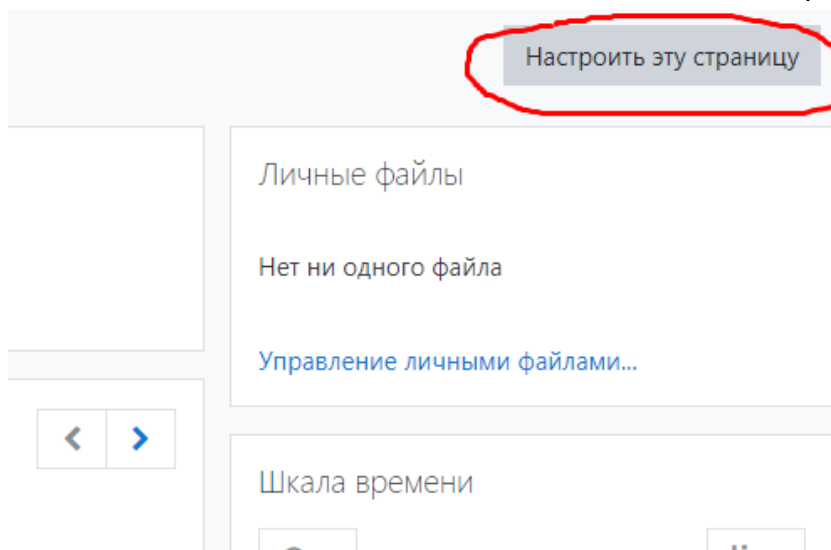 Настроить эту страницу
Личные файлы
Нет ни одного файла
Управление личными файлами...
Шкала времени